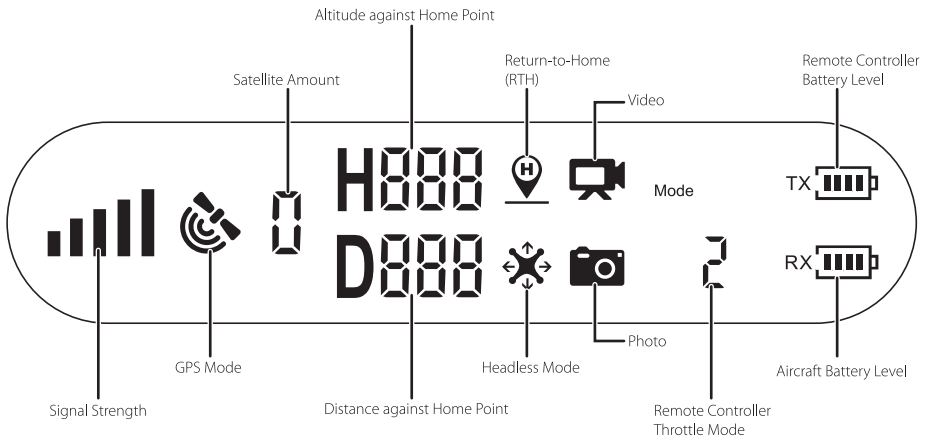 Altitude against Home Point
Satellite Amount
Return-to-Home
(RTH)
Video
Remote Controller
Battery Level
H888
H
Mode
TX
0
D888
2
RX
GPS Mode
Headless Mode
Photo
Aircraft Battery Level
Signal Strength
Distance against Home Point
Remote Controller
Throttle Mode